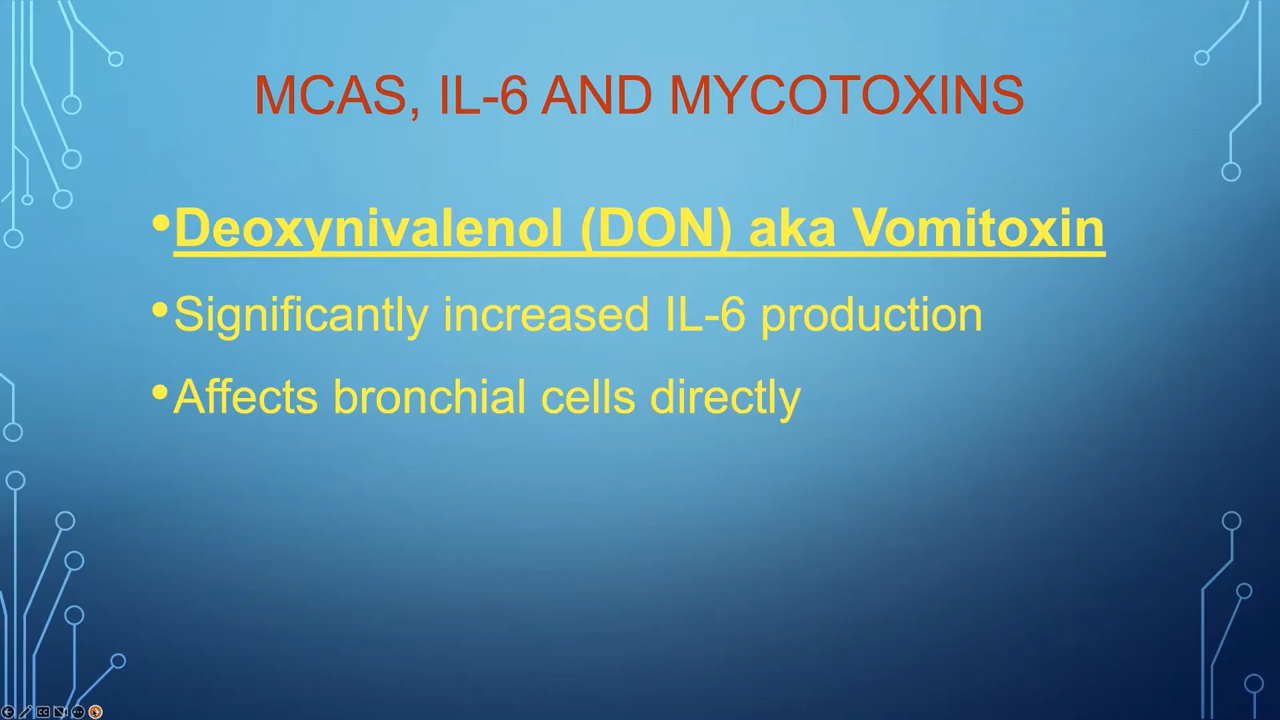 MCAS, IL-6 AND MYCOTOXINS
•Deoxynivalenol (DON) aka Vomitoxin
•Significantly increased IL-6 production
•Affects bronchial cells directly